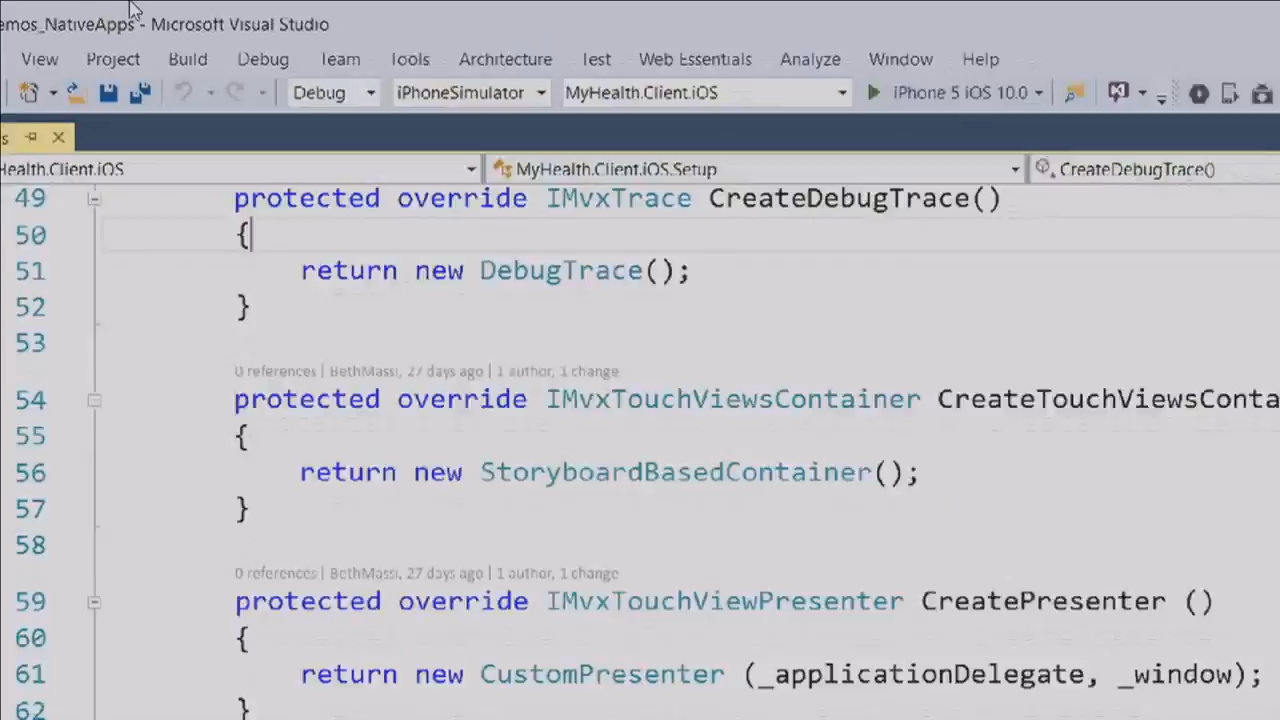 emos_NativeApps - Microsoft Visual Studio
View Project Build Debug Team Tools Architecture Test Web Essentials Analyze Window Help
Debug iPhoneSimulator MyHealth.Client.iOS iPhone 5 iOS 10.0
s
Health.Client.iOS MyHealth.Client.iOS.Setup CreateDebugTrace()
49 protected override IMvxTrace CreateDebugTrace()
50 {
51 return new DebugTrace();
52 }
53
0 references | BethMassi, 27 days ago | 1 author, 1 change
54 protected override IMvxTouchViewsContainer CreateTouchViewsConta
55 {
56 return new StoryboardBasedContainer();
57 }
58
0 references | BethMassi, 27 days ago | 1 author, 1 change
59 protected override IMvxTouchViewPresenter CreatePresenter ()
60 {
61 return new CustomPresenter (_applicationDelegate, _window);
62 }